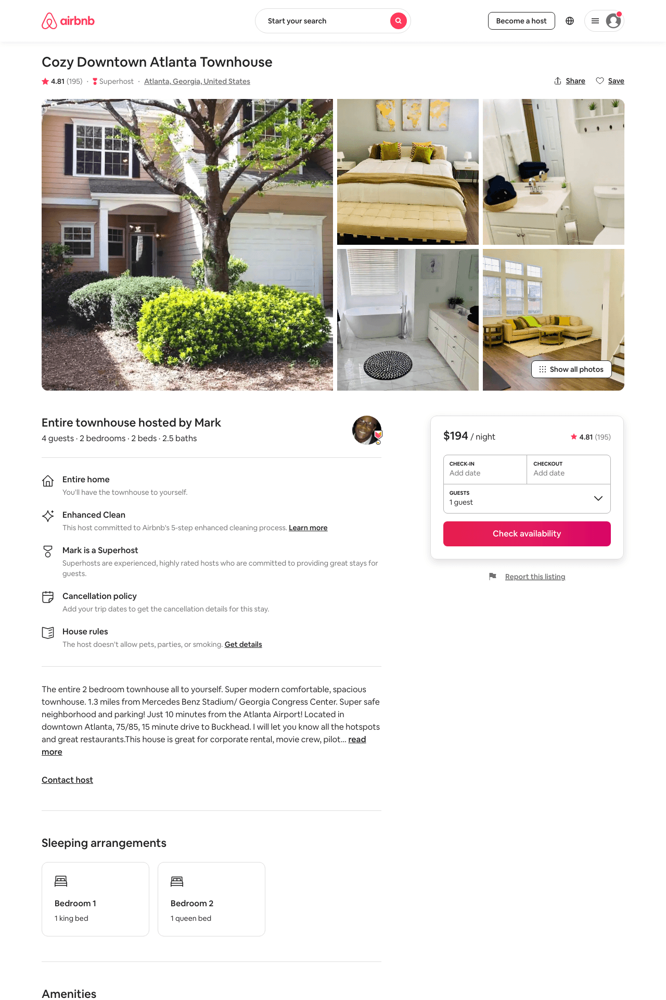 airbnb
Start your search
Become a host
Cozy Downtown Atlanta Townhouse
4.81 (195) · Superhost · Atlanta, Georgia, United States
Share
Save
Show all photos
Entire townhouse hosted by Mark
4 guests · 2 bedrooms · 2 beds · 2.5 baths
Entire home
You'll have the townhouse to yourself.
Enhanced Clean
This host committed to Airbnb's 5-step enhanced cleaning process. Learn more
Mark is a Superhost
Superhosts are experienced, highly rated hosts who are committed to providing great stays for
guests.
Cancellation policy
Add your trip dates to get the cancellation details for this stay.
House rules
The host doesn't allow pets, parties, or smoking. Get details
$194 / night
4.81 (195)
CHECK-IN
Add date
CHECKOUT
Add date
GUESTS
1 guest
Check availability
Report this listing
The entire 2 bedroom townhouse all to yourself. Super modern comfortable, spacious
townhouse. 1.3 miles from Mercedes Benz Stadium/ Georgia Congress Center. Super safe
neighborhood and parking! Just 10 minutes from the Atlanta Airport! Located in
downtown Atlanta, 75/85, 15 minute drive to Buckhead. I will let you know all the hotspots
and great restaurants.This house is great for corporate rental, movie crew, pilot... read
more
Contact host
Sleeping arrangements
Bedroom 1
1 king bed
Bedroom 2
1 queen bed
Amenities